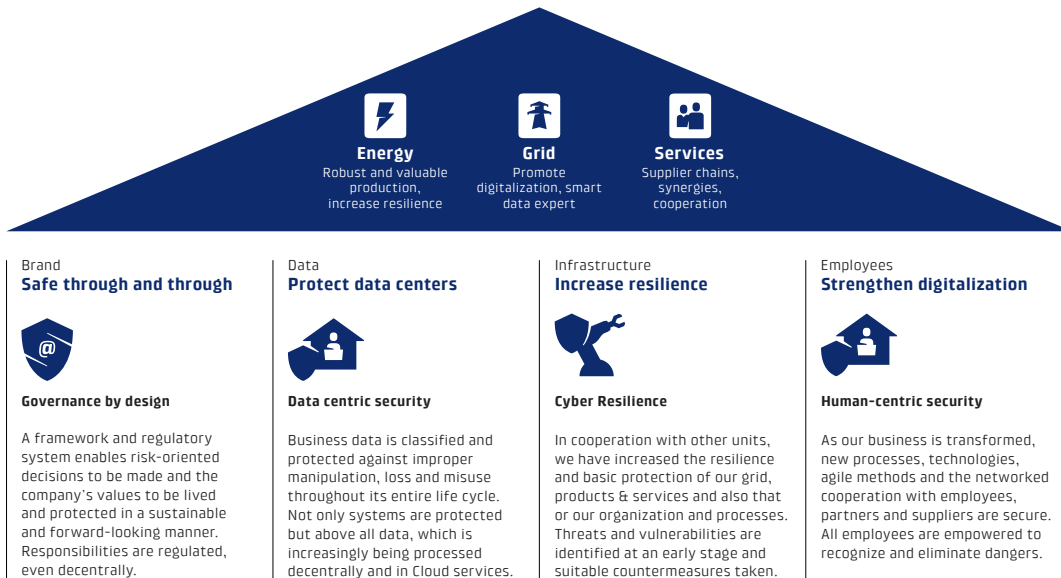 Energy
Robust and valuable
production,
increase resilience
Grid
Promote
digitalization, smart
data expert
Services
Supplier chains,
synergies,
cooperation
Brand
Safe through and through
@
Governance by design
A framework and regulatory
system enables risk-oriented
decisions to be made and the
company's values to be lived
and protected in a sustainable
and forward-looking manner.
Responsibilities are regulated,
even decentrally.
Data
Protect data centers
Data centric security
Business data is classified and
protected against improper
manipulation, loss and misuse
throughout its entire life cycle.
Not only systems are protected
but above all data, which is
increasingly being processed
decentrally and in Cloud services.
Infrastructure
Increase resilience
Cyber Resilience
In cooperation with other units,
we have increased the resilience
and basic protection of our grid,
products & services and also that
or our organization and processes.
Threats and vulnerabilities are
identified at an early stage and
suitable countermeasures taken.
Employees
Strengthen digitalization
Human-centric security
As our business is transformed,
new processes, technologies,
agile methods and the networked
cooperation with employees,
partners and suppliers are secure.
All employees are empowered to
recognize and eliminate dangers.